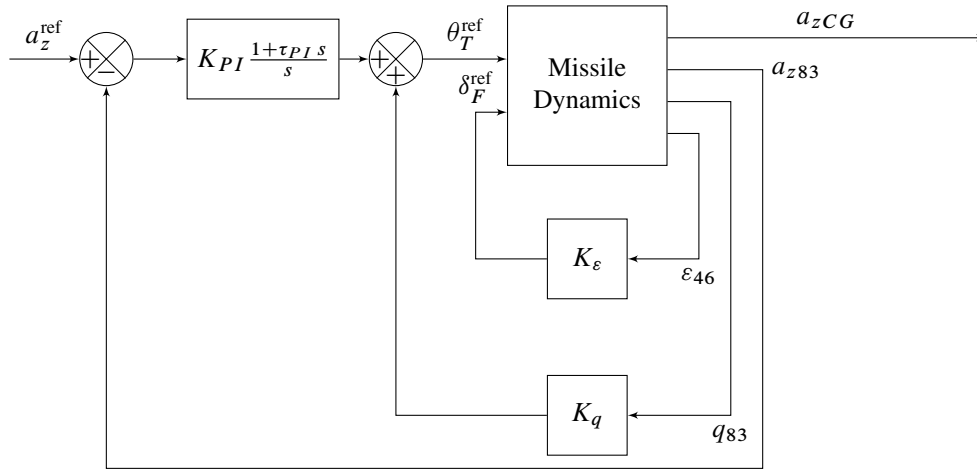 a_z^ref
+
−
K_PI (1+τ_PI s)/s
+
+
θ_T^ref
δ_F^ref
Missile
Dynamics
a_zCG
a_z83
K_ε
ε_46
K_q
q_83